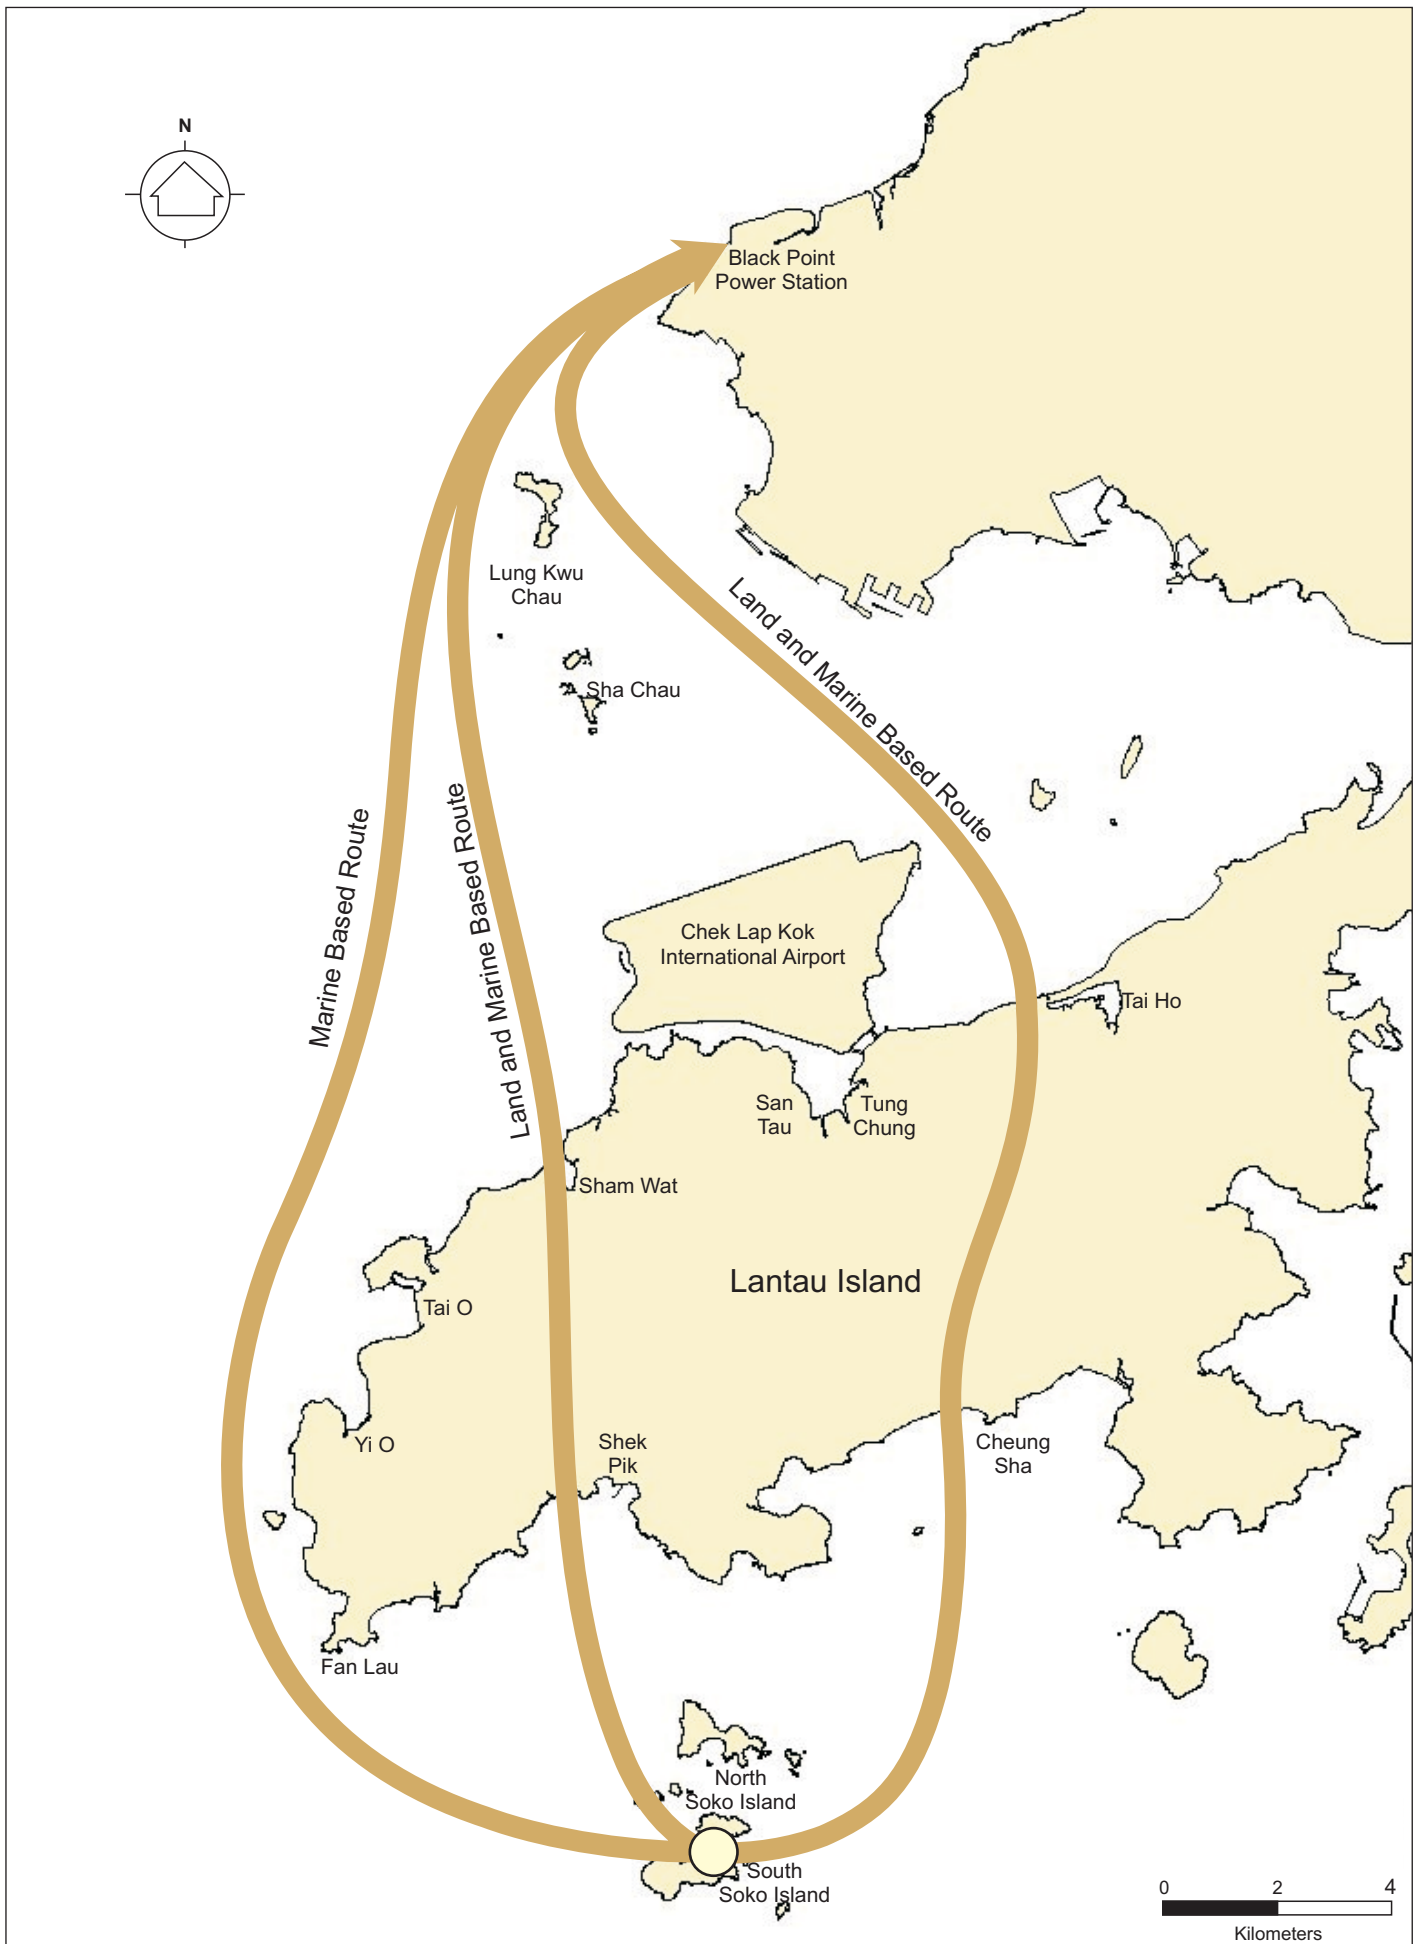 N
Black Point
Power Station
Lung Kwu
Chau
Sha Chau
Land and Marine Based Route
Marine Based Route
Land and Marine Based Route
Chek Lap Kok
International Airport
Tai Ho
San
Tau
Tung
Chung
Sham Wat
Lantau Island
Tai O
Yi O
Shek
Pik
Cheung
Sha
Fan Lau
North
Soko Island
South
Soko Island
0 2 4
Kilometers